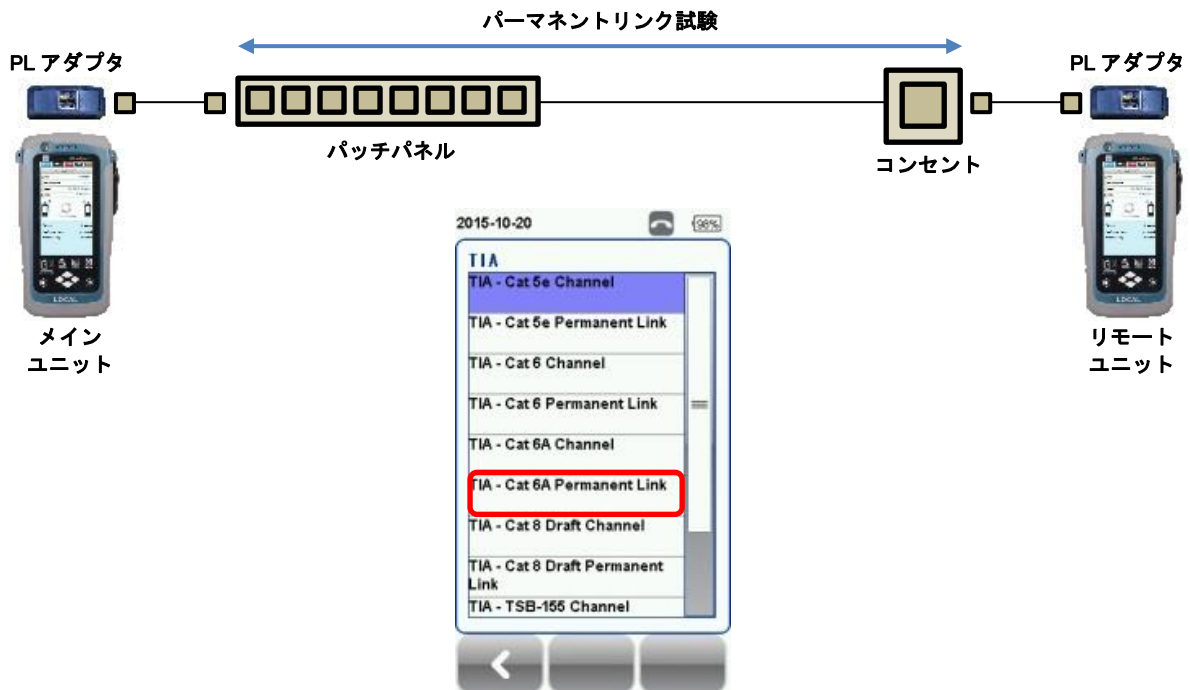 パーマネントリンク試験
PL アダプタ
PL アダプタ
パッチパネル
コンセント
LOCAL
メイン
ユニット
LOCAL
リモート
ユニット
2015-10-20
98%
TIA
TIA - Cat 5e Channel
TIA - Cat 5e Permanent Link
TIA - Cat 6 Channel
TIA - Cat 6 Permanent Link
TIA - Cat 6A Channel
TIA - Cat 6A Permanent Link
TIA - Cat 8 Draft Channel
TIA - Cat 8 Draft Permanent
Link
TIA - TSB-155 Channel